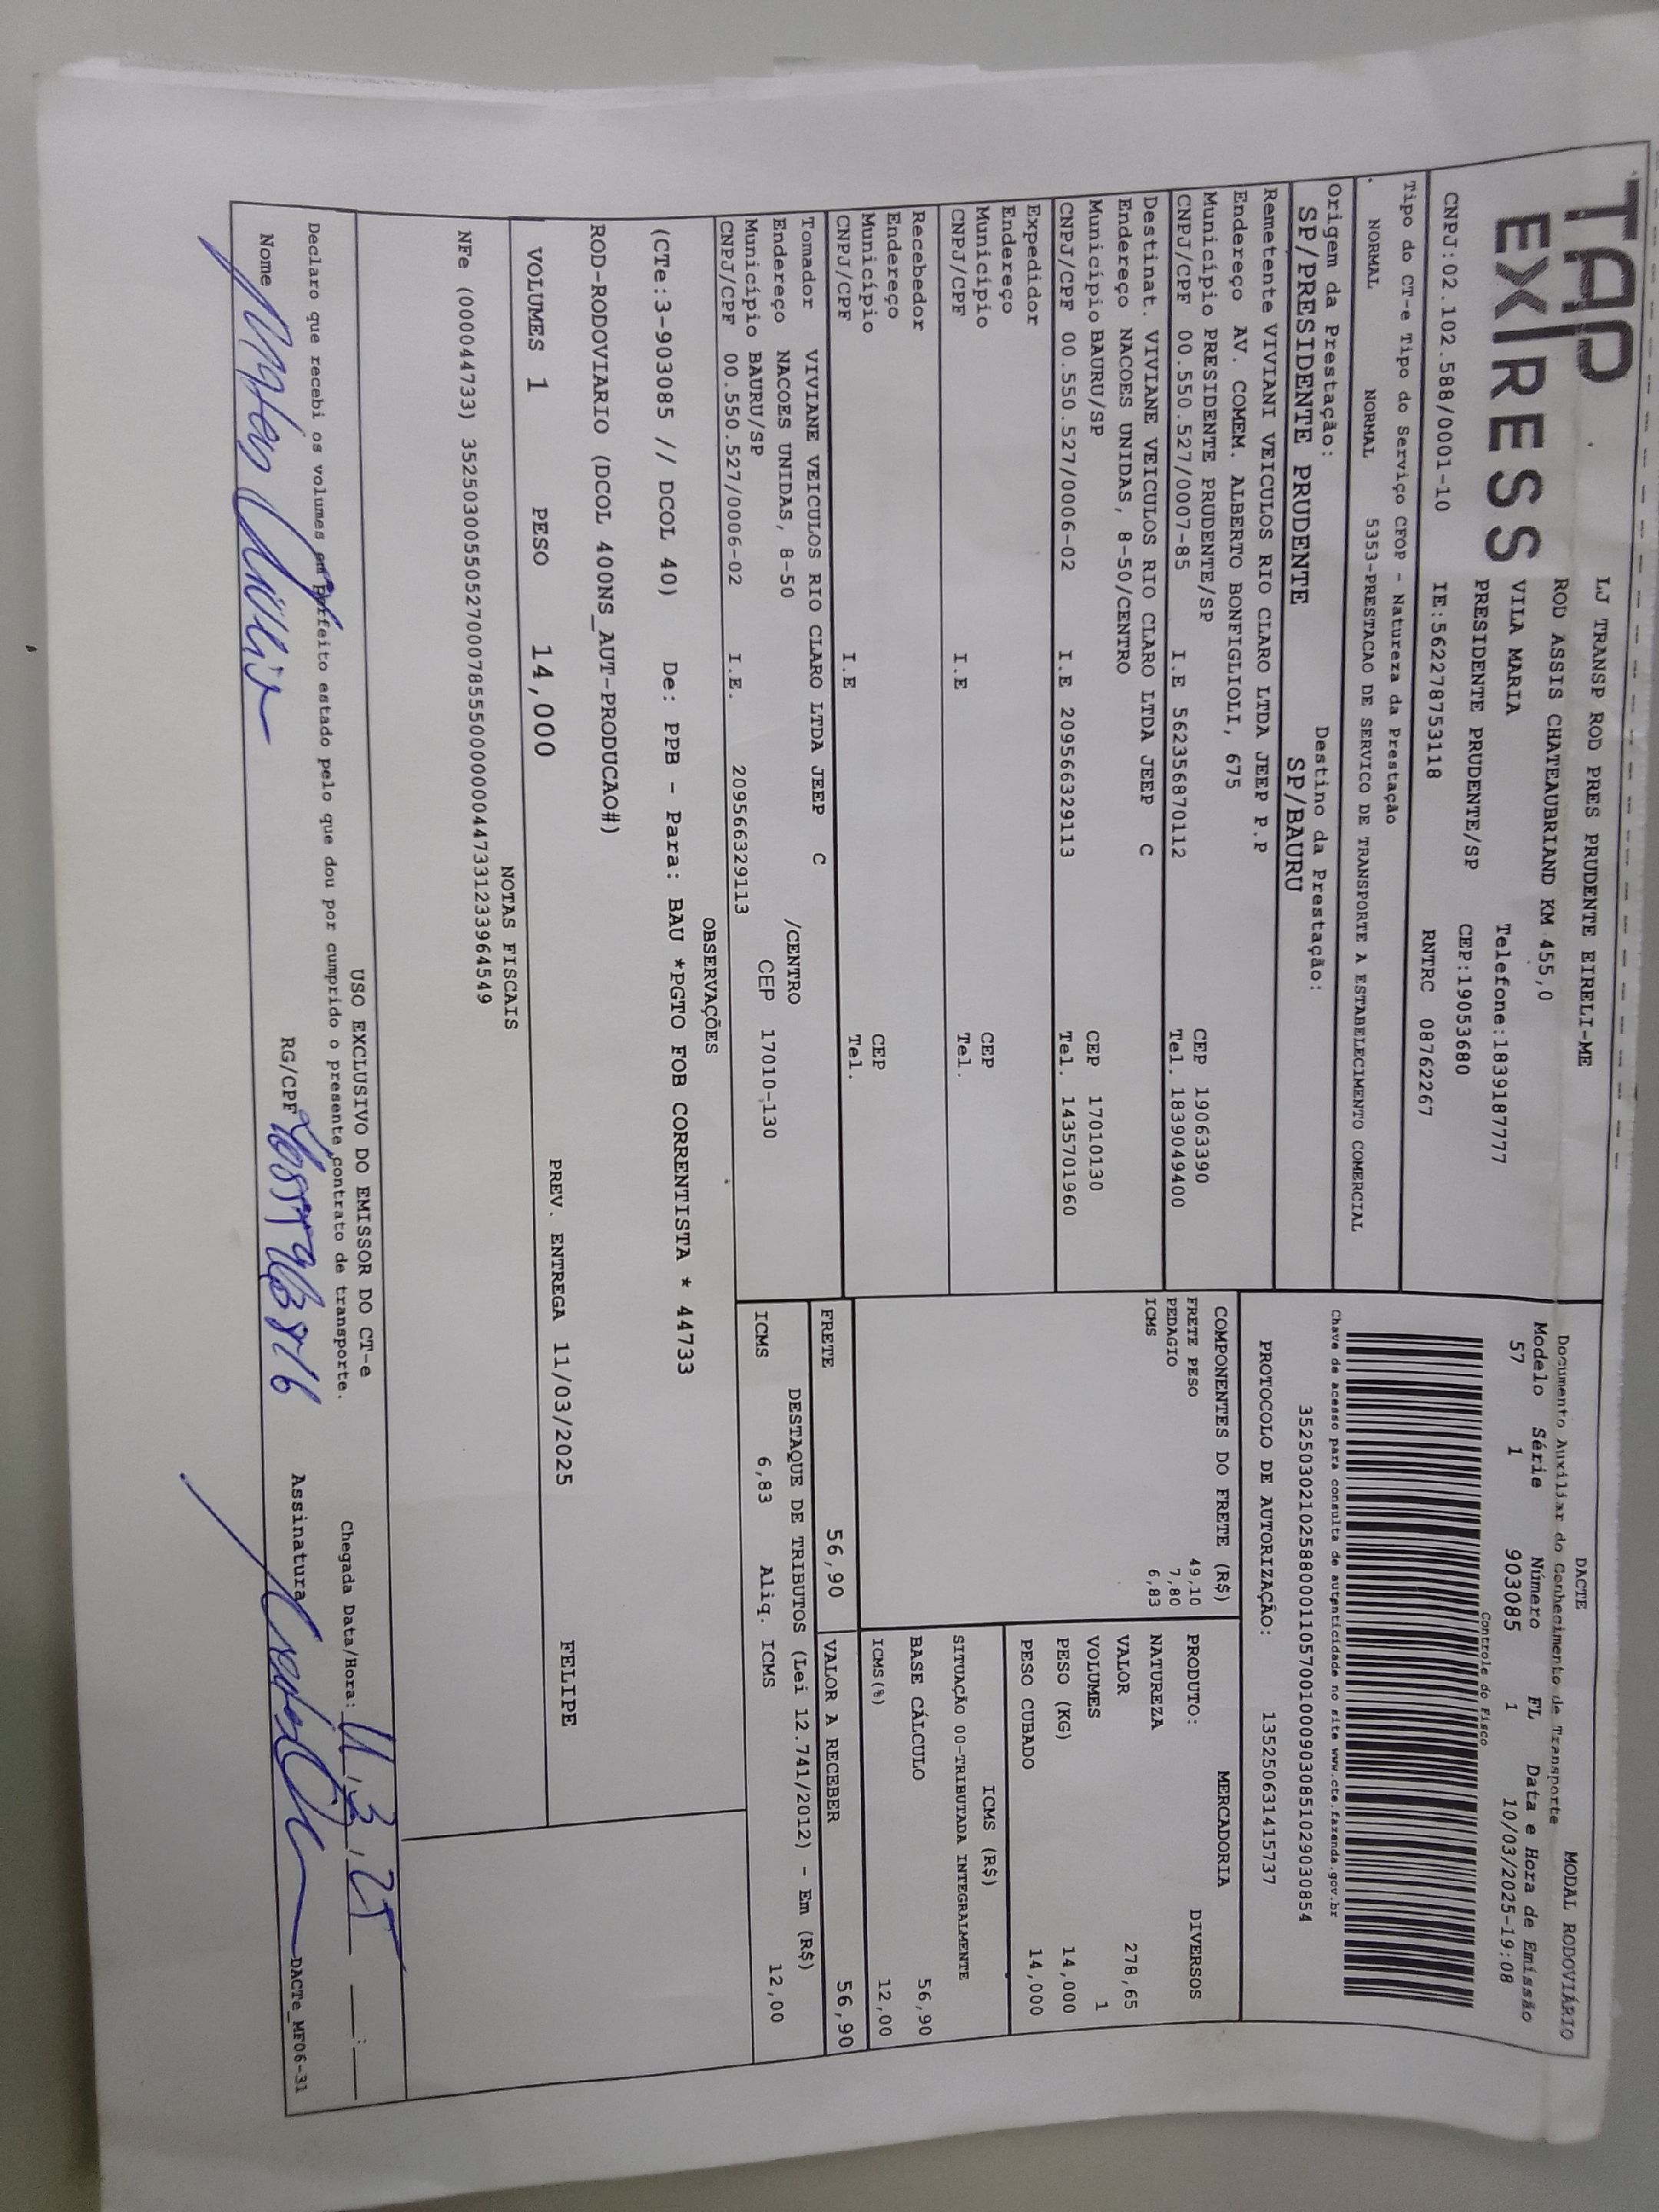 TAP
EXPRESS
LJ TRANSP ROD PRES PRUDENTE EIRELI-ME
ROD ASSIS CHATEAUBRIAND KM 455,0
VILA MARIA Telefone:1839187777
PRESIDENTE PRUDENTE/SP CEP:19053680
CNPJ:02.102.588/0001-10 IE:562278753118 RNTRC 08762267
DACTE MODAL RODOVIÁRIO
Documento Auxiliar do Conhecimento de Transporte
Modelo Série Número FL Data e Hora de Emissão
57 1 903085 1 10/03/2025-19:08
Controle do Fisco
Chave de acesso para consulta de autenticidade no site www.cte.fazenda.gov.br
35250302102588000110570010009030851029030854
PROTOCOLO DE AUTORIZAÇÃO: 135250631415737
Tipo do CT-e Tipo do Serviço CFOP - Natureza da Prestação
NORMAL NORMAL 5353-PRESTACAO DE SERVICO DE TRANSPORTE A ESTABELECIMENTO COMERCIAL
Origem da Prestação: Destino da Prestação:
SP/PRESIDENTE PRUDENTE SP/BAURU
Remetente VIVIANI VEICULOS RIO CLARO LTDA JEEP P.P
Endereço AV. COMEM. ALBERTO BONFIGLIOLI, 675
Município PRESIDENTE PRUDENTE/SP CEP 19063390
CNPJ/CPF 00.550.527/0007-85 I.E 562356870112 Tel. 1839049400
Destinat. VIVIANE VEICULOS RIO CLARO LTDA JEEP C
Endereço NACOES UNIDAS, 8-50/CENTRO
Município BAURU/SP CEP 17010130
CNPJ/CPF 00.550.527/0006-02 I.E 209566329113 Tel. 1435701960
Expedidor
Endereço
Município CEP
CNPJ/CPF I.E Tel.
Recebedor
Endereço
Município CEP
CNPJ/CPF I.E Tel.
Tomador VIVIANE VEICULOS RIO CLARO LTDA JEEP C
Endereço NACOES UNIDAS, 8-50 /CENTRO
Município BAURU/SP CEP 17010-130
CNPJ/CPF 00.550.527/0006-02 I.E. 209566329113
COMPONENTES DO FRETE (R$)
FRETE PESO 49,10
PEDAGIO 7,80
ICMS 6,83
MERCADORIA
PRODUTO: DIVERSOS
NATUREZA
VALOR 278,65
VOLUMES 1
PESO (KG) 14,000
PESO CUBADO 14,000
ICMS (R$)
SITUAÇÃO 00-TRIBUTADA INTEGRALMENTE
BASE CÁLCULO 56,90
ICMS(%) 12,00
FRETE 56,90 VALOR A RECEBER 56,90
DESTAQUE DE TRIBUTOS (Lei 12.741/2012) - Em (R$)
ICMS 6,83 Aliq. ICMS 12,00
OBSERVAÇÕES
(CTe:3-903085 // DCOL 40) De: PPB - Para: BAU *PGTO FOB CORRENTISTA * 44733
ROD-RODOVIARIO (DCOL 400NS_AUT-PRODUCAO#)
VOLUMES 1 PESO 14,000 PREV. ENTREGA 11/03/2025 FELIPE
NOTAS FISCAIS
NFe (000044733) 35250300550527000785550000000447331233964549
USO EXCLUSIVO DO EMISSOR DO CT-e
Declaro que recebi os volumes em perfeito estado pelo que dou por cumprido o presente contrato de transporte.
Chegada Data/Hora: 11/3/25 __:__
Nome RG/CPF Assinatura
DACTe_MF06-31